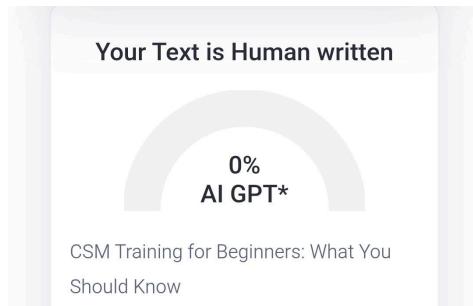 Your Text is Human written
0%
AI GPT*
CSM Training for Beginners: What You
Should Know